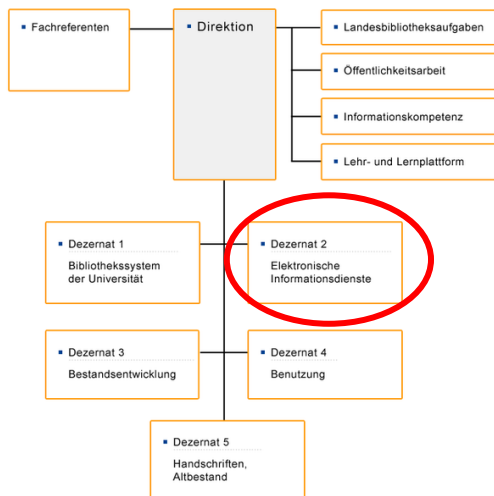 Fachreferenten
Direktion
Landesbibliotheksaufgaben
Öffentlichkeitsarbeit
Informationskompetenz
Lehr- und Lernplattform
Dezernat 1
Bibliothekssystem
der Universität
Dezernat 2
Elektronische
Informationsdienste
Dezernat 3
Bestandsentwicklung
Dezernat 4
Benutzung
Dezernat 5
Handschriften,
Altbestand